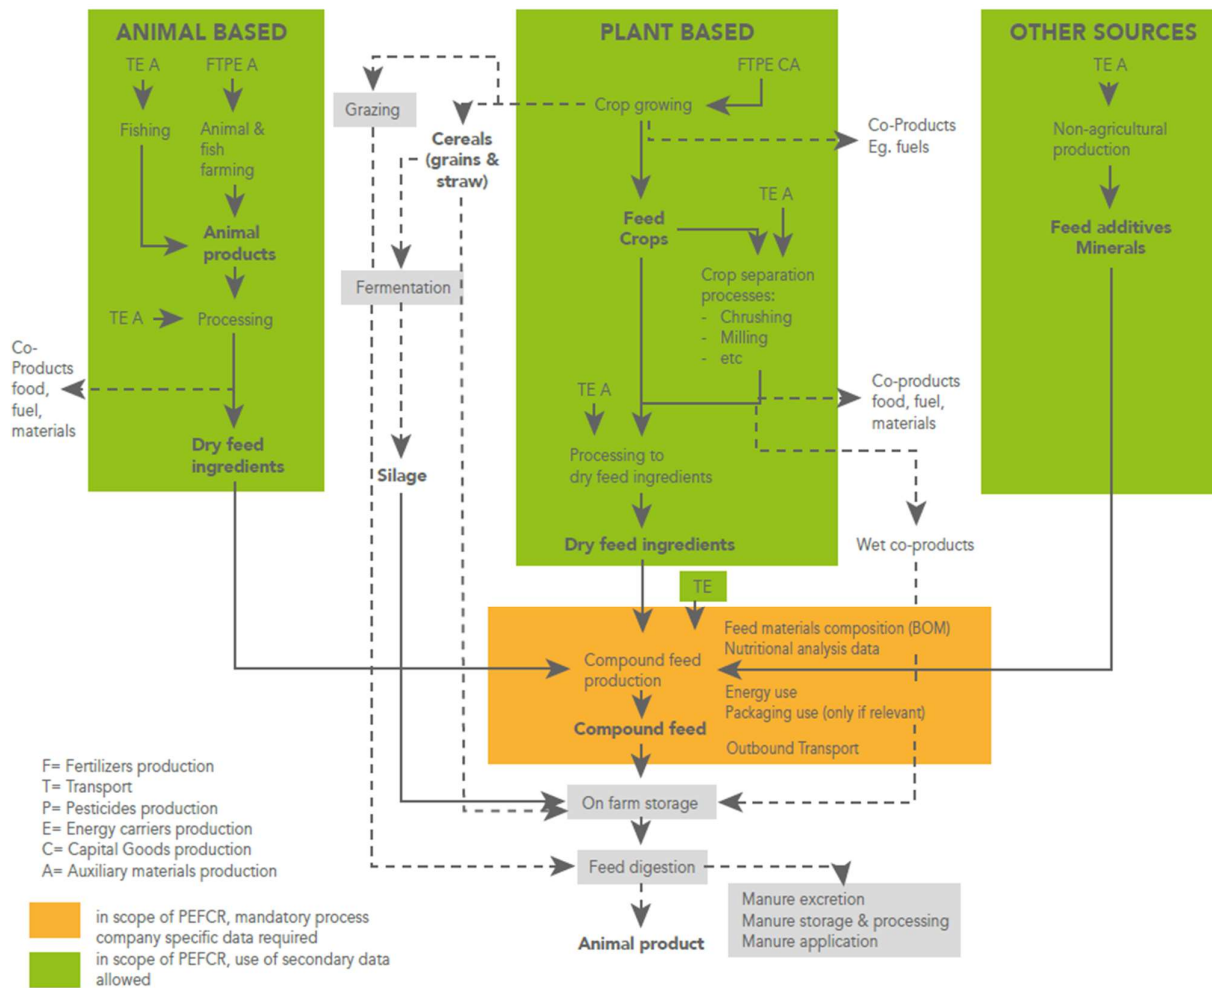 ANIMAL BASED
TE A
FTPE A
Fishing
Animal &
fish
farming
Animal
products
TE A
Processing
Co-
Products
food,
fuel,
materials
Dry feed
ingredients
Grazing
Cereals
(grains &
straw)
Fermentation
Silage
PLANT BASED
FTPE CA
Crop growing
Co-Products
Eg. fuels
Feed
Crops
TE A
Crop separation
processes:
- Chrushing
- Milling
- etc
Co-products
food, fuel,
materials
TE A
Processing to
dry feed ingredients
Dry feed ingredients
Wet co-products
OTHER SOURCES
TE A
Non-agricultural
production
Feed additives
Minerals
TE
Feed materials composition (BOM)
Nutritional analysis data
Compound feed
production
Energy use
Packaging use (only if relevant)
Compound feed
Outbound Transport
On farm storage
Feed digestion
Manure excretion
Manure storage & processing
Manure application
Animal product
F= Fertilizers production
T= Transport
P= Pesticides production
E= Energy carriers production
C= Capital Goods production
A= Auxiliary materials production
in scope of PEFCR, mandatory process
company specific data required
in scope of PEFCR, use of secondary data
allowed